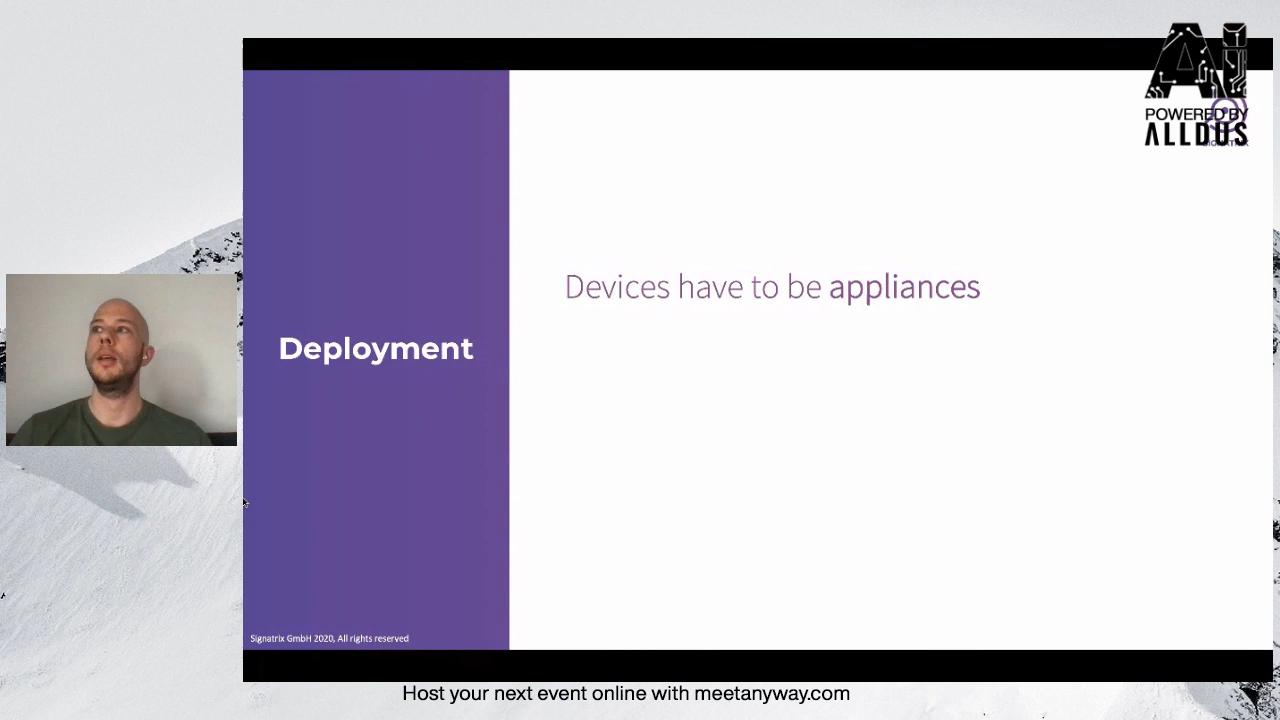 AI
POWERED BY
ALLDUS
Devices have to be appliances
Deployment
Signatrix GmbH 2020, All rights reserved
Host your next event online with meetanyway.com